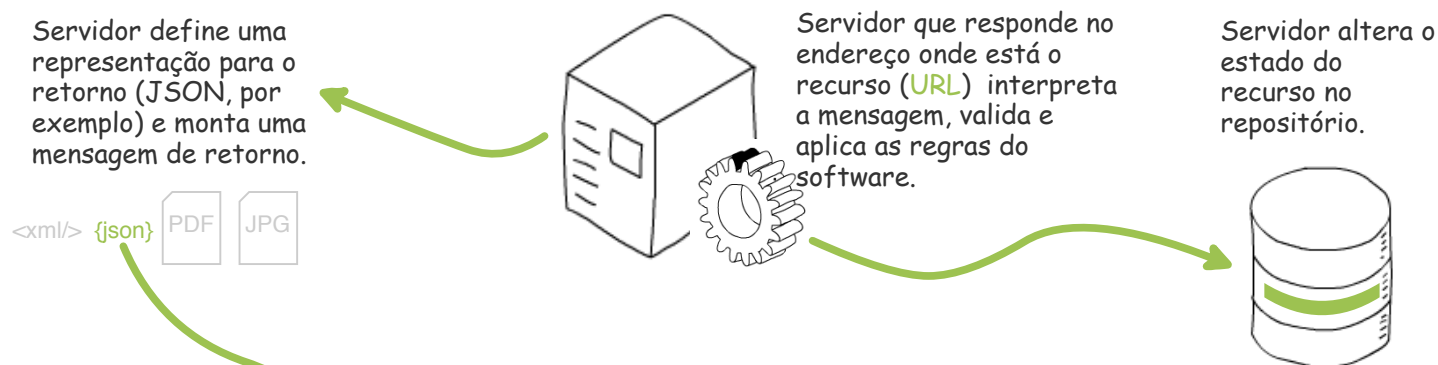 Servidor define uma
representação para o
retorno (JSON, por
exemplo) e monta uma
mensagem de retorno.
<xml/> {json} PDF JPG
Servidor que responde no
endereço onde está o
recurso (URL) interpreta
a mensagem, valida e
aplica as regras do
software.
Servidor altera o
estado do
recurso no
repositório.